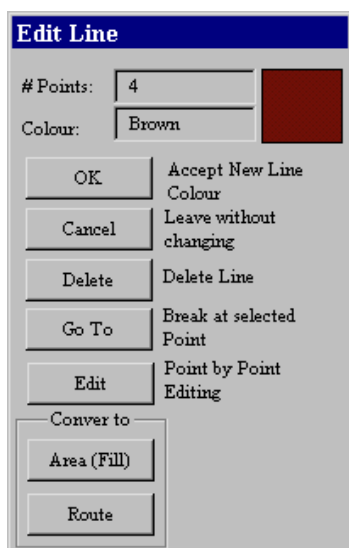 Edit Line
# Points: 4
Colour: Brown
OK Accept New Line
Colour
Cancel Leave without
changing
Delete Delete Line
Go To Break at selected
Point
Edit Point by Point
Editing
Conver to
Area (Fill)
Route